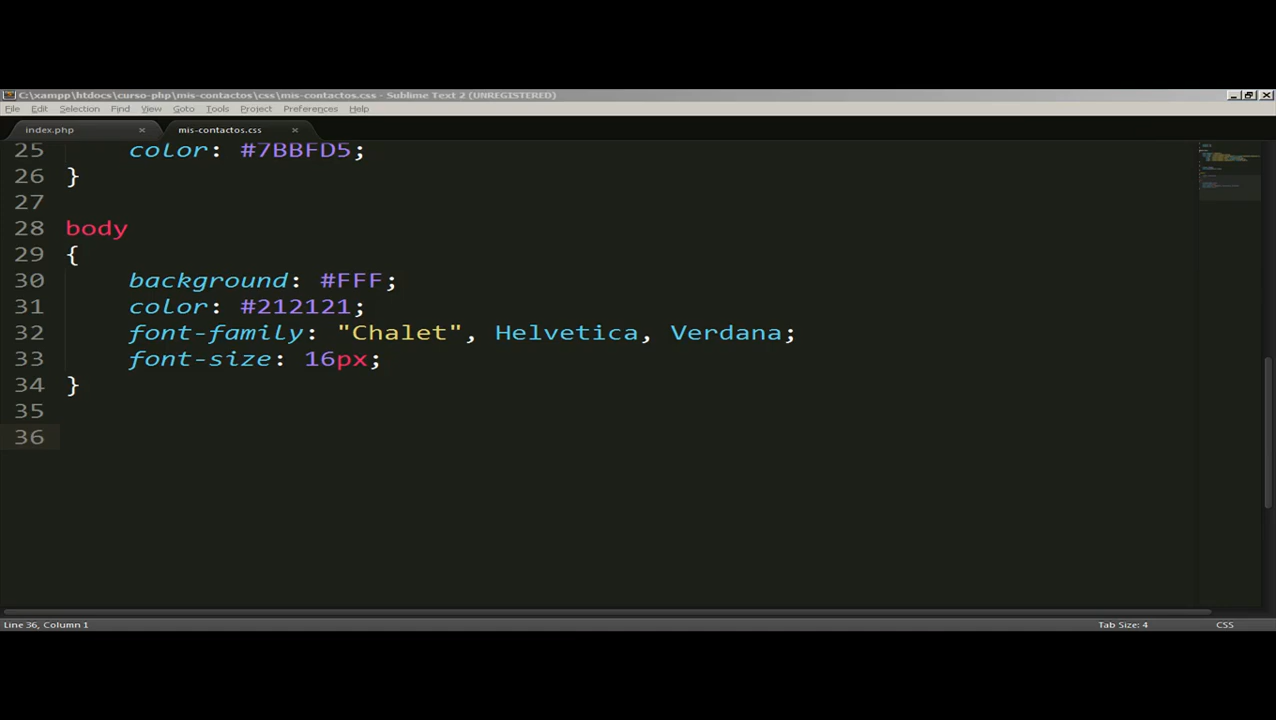 C:\xampp\htdocs\curso-php\mis-contactos\css\mis-contactos.css - Sublime Text 2 (UNREGISTERED)
File Edit Selection Find View Goto Tools Project Preferences Help
index.php × mis-contactos.css ×
25 color: #7BBFD5;
26 }
27
28 body
29 {
30 background: #FFF;
31 color: #212121;
32 font-family: "Chalet", Helvetica, Verdana;
33 font-size: 16px;
34 }
35
36
Line 36, Column 1 Tab Size: 4 CSS